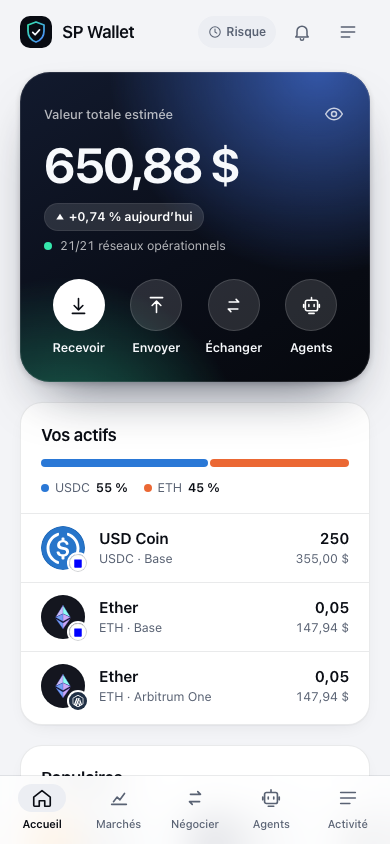 SP Wallet
Risque
Valeur totale estimée
650,88 $
+0,74 % aujourd’hui
21/21 réseaux opérationnels
Recevoir Envoyer Échanger Agents
Vos actifs
USDC 55 % ETH 45 %
USD Coin 250
USDC · Base 355,00 $
Ether 0,05
ETH · Base 147,94 $
Ether 0,05
ETH · Arbitrum One 147,94 $
Accueil Marchés Négocier Agents Activité